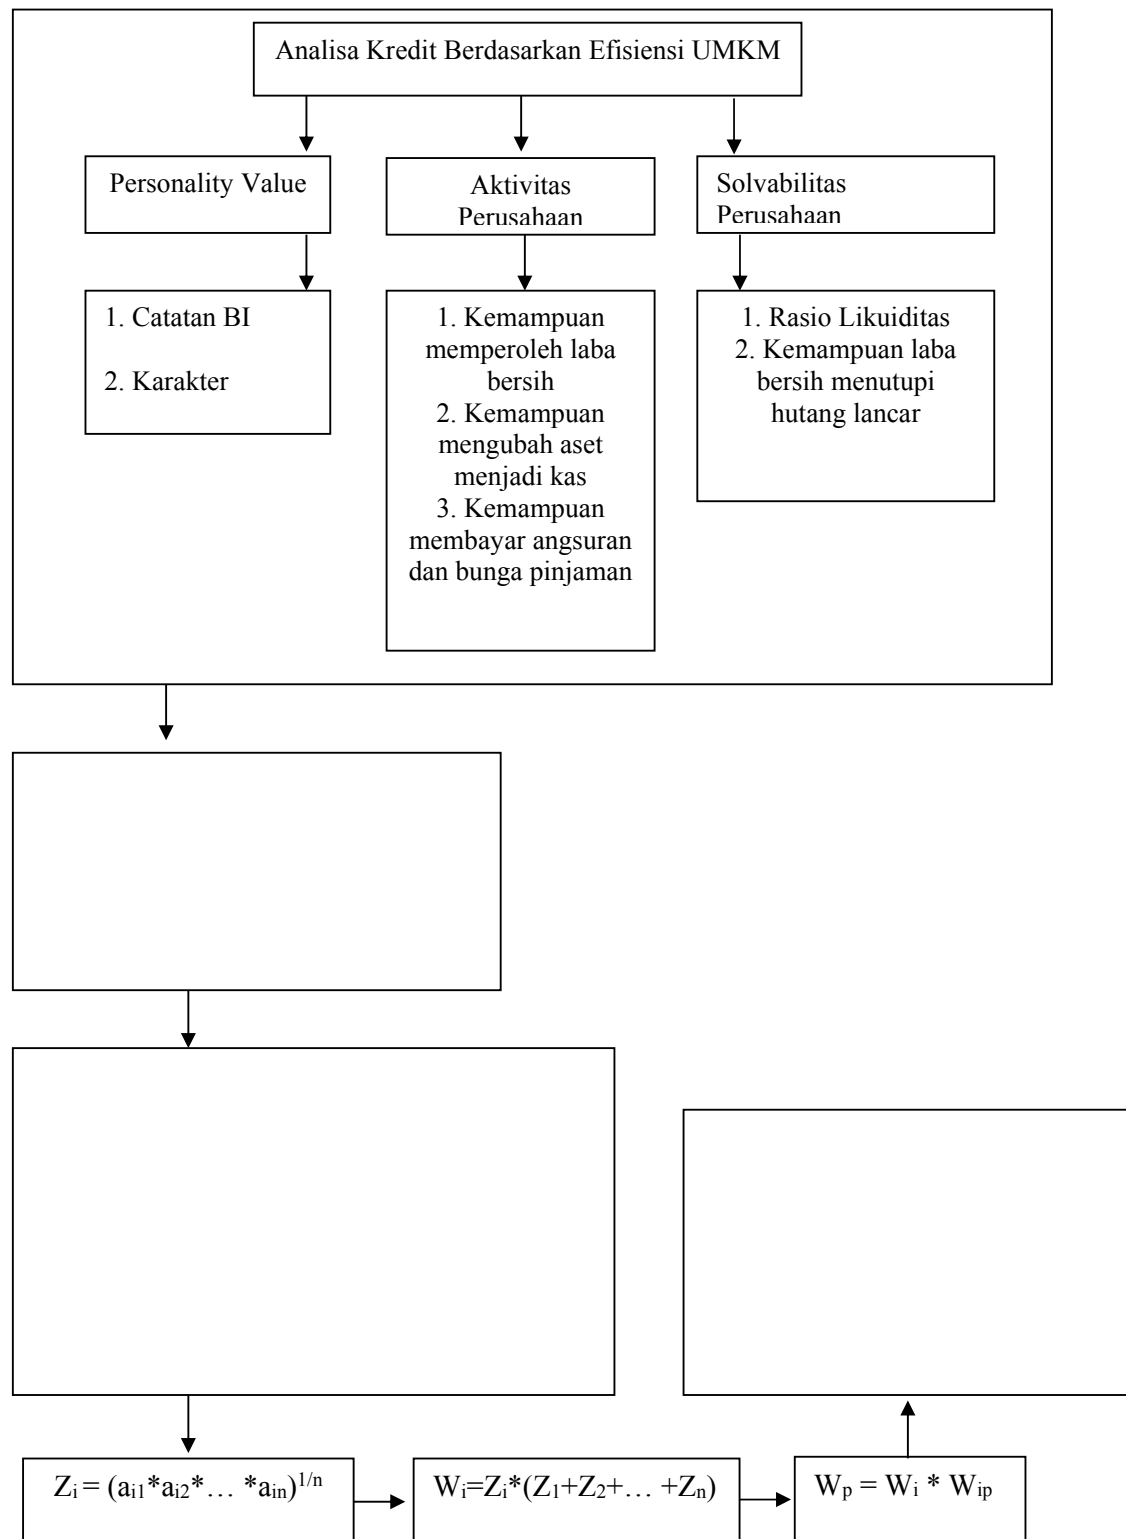 Analisa Kredit Berdasarkan Efisiensi UMKM
Personality Value
Aktivitas
Perusahaan
Solvabilitas
Perusahaan
1. Catatan BI
2. Karakter
1. Kemampuan
memperoleh laba
bersih
2. Kemampuan
mengubah aset
menjadi kas
3. Kemampuan
membayar angsuran
dan bunga pinjaman
1. Rasio Likuiditas
2. Kemampuan laba
bersih menutupi
hutang lancar
Zi = (ai1*ai2*… *ain)1/n
Wi=Zi*(Z1+Z2+… +Zn)
Wp = Wi * Wip